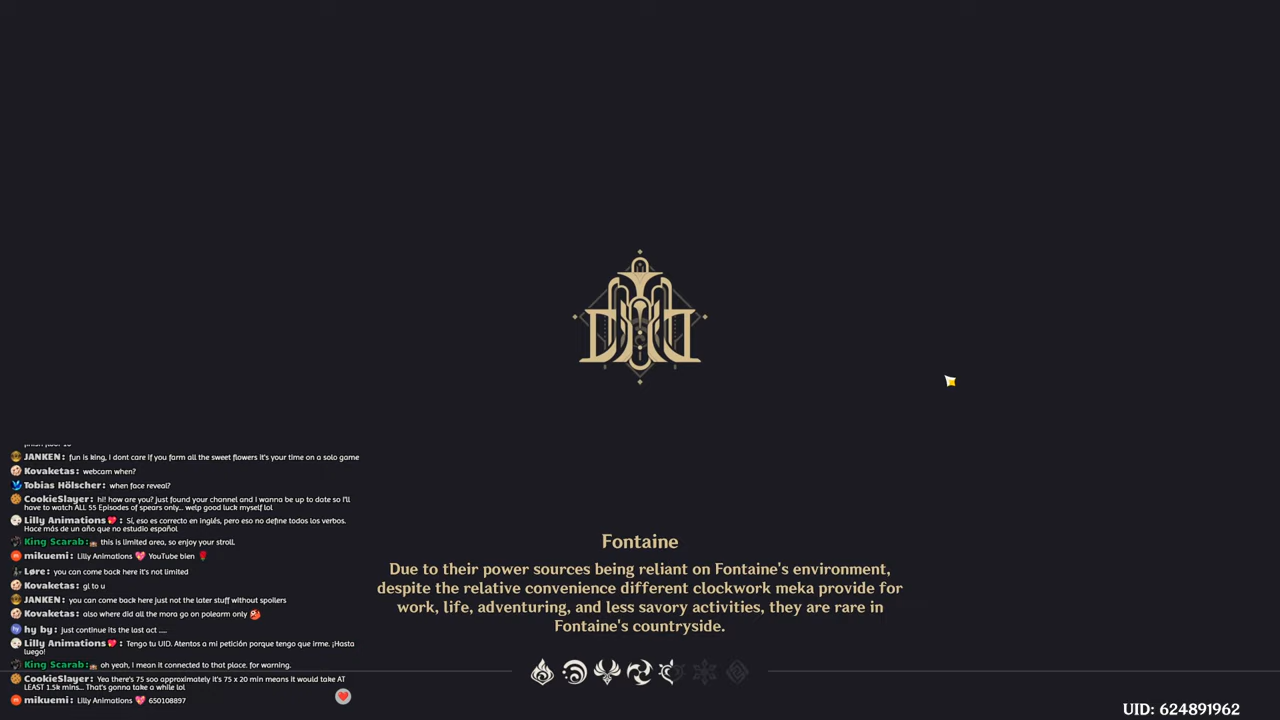 JANKEN: fun is king, I dont care if you farm all the sweet flowers it's your time on a solo game
Kovaketas: webcam when?
Tobias Hölscher: when face reveal?
CookieSlayer: hi! how are you? just found your channel and I wanna be up to date so I'll
have to watch ALL 55 Episodes of spears only... welp good luck myself lol
Lilly Animations: Sí, eso es correcto en inglés, pero eso no define todos los verbos.
Hace más de un año que no estudio español
King Scarab: this is limited area, so enjoy your stroll.
mikuemi: Lilly Animations YouTube bien
Løre: you can come back here it's not limited
Kovaketas: gl to u
JANKEN: you can come back here just not the later stuff without spoilers
Kovaketas: also where did all the mora go on polearm only
hy by: just continue its the last act ....
Lilly Animations: Tengo tu UID. Atentos a mi petición porque tengo que irme. ¡Hasta
luego!
King Scarab: oh yeah, I mean it connected to that place. for warning.
CookieSlayer: Yea there's 75 soo approximately it's 75 x 20 min means it would take AT
LEAST 1.5k mins... That's gonna take a while lol
mikuemi: Lilly Animations 650108897
Fontaine
Due to their power sources being reliant on Fontaine's environment,
despite the relative convenience different clockwork meka provide for
work, life, adventuring, and less savory activities, they are rare in
Fontaine's countryside.
UID: 624891962